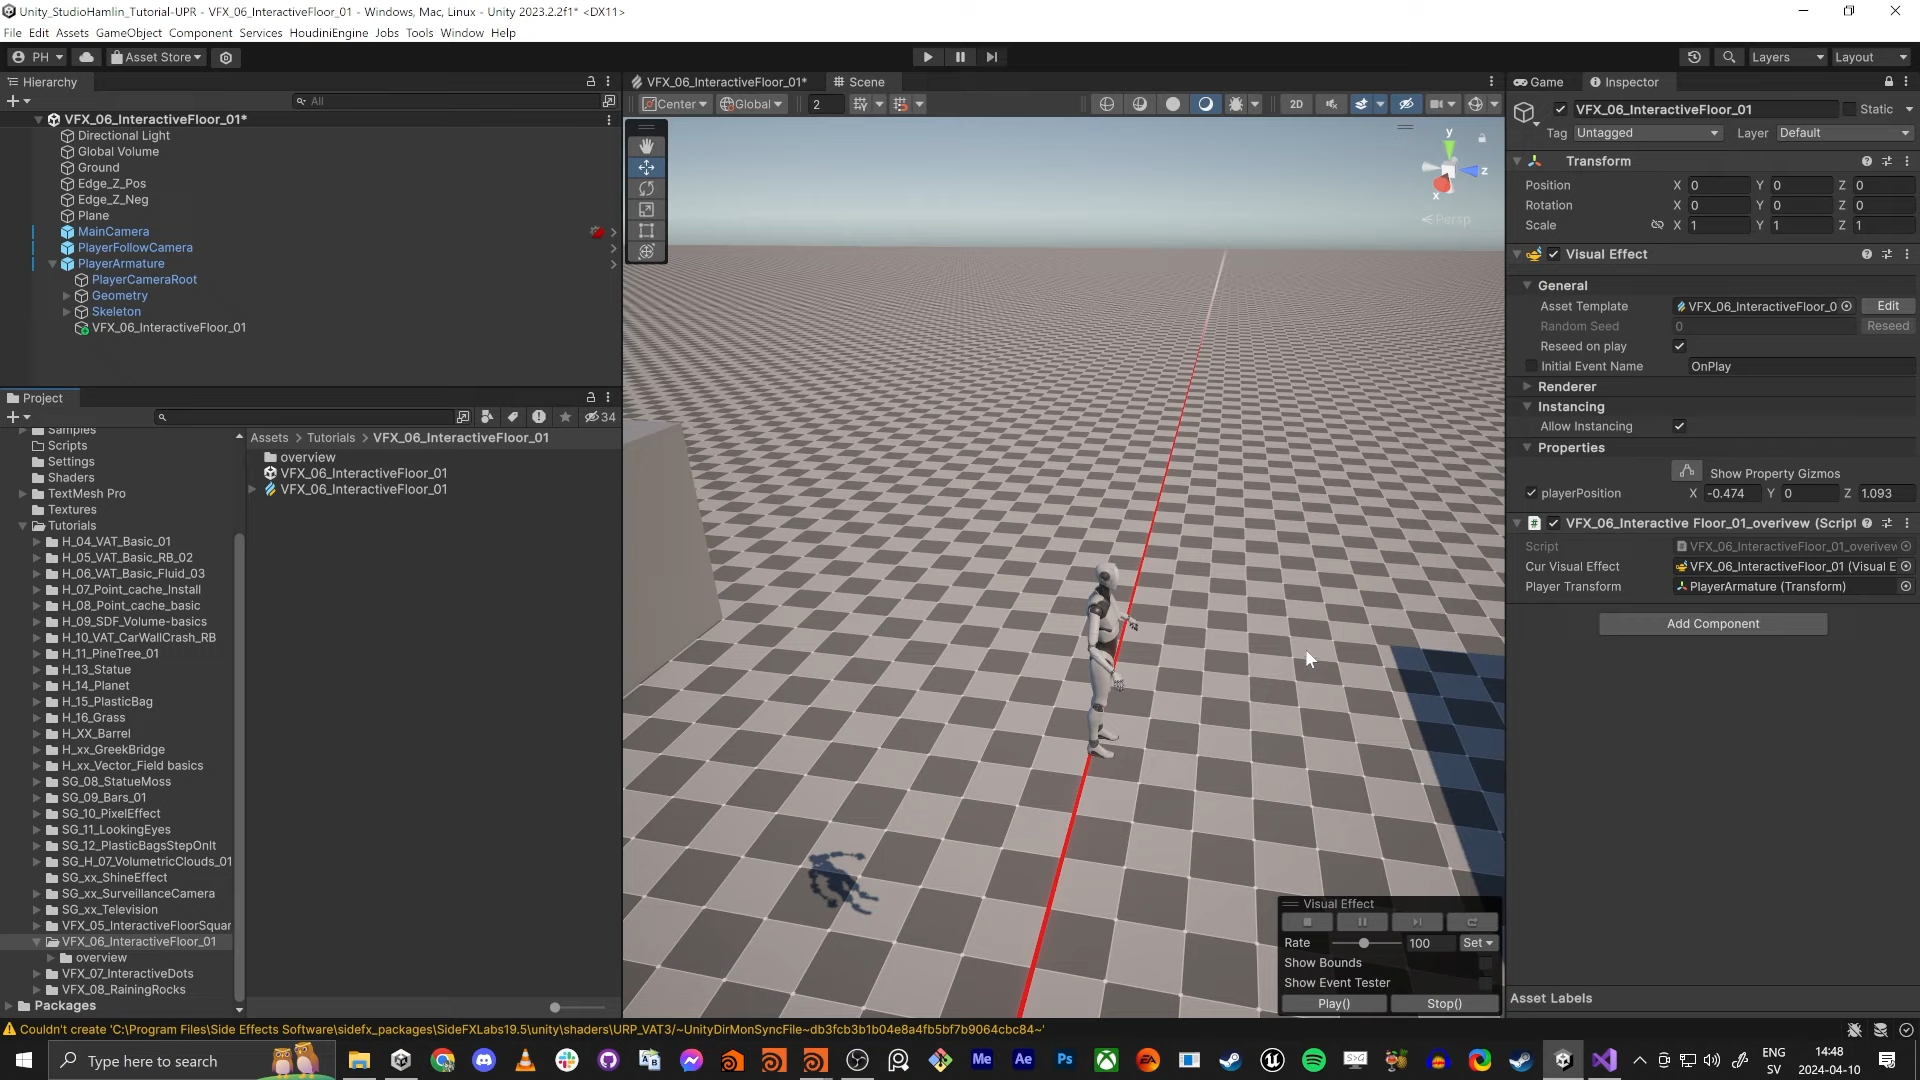 Unity_StudioHamlin_Tutorial-UPR - VFX_06_InteractiveFloor_01 - Windows, Mac, Linux - Unity 2023.2.2f1* <DX11>
File Edit Assets GameObject Component Services HoudiniEngine Jobs Tools Window Help
PH Asset Store Layers Layout
Hierarchy
All
VFX_06_InteractiveFloor_01*
Directional Light
Global Volume
Ground
Edge_Z_Pos
Edge_Z_Neg
Plane
MainCamera
PlayerFollowCamera
PlayerArmature
PlayerCameraRoot
Geometry
Skeleton
VFX_06_InteractiveFloor_01
Project
34
Samples
Scripts
Settings
Shaders
TextMesh Pro
Textures
Tutorials
H_04_VAT_Basic_01
H_05_VAT_Basic_RB_02
H_06_VAT_Basic_Fluid_03
H_07_Point_cache_Install
H_08_Point_cache_basic
H_09_SDF_Volume-basics
H_10_VAT_CarWallCrash_RB
H_11_PineTree_01
H_13_Statue
H_14_Planet
H_15_PlasticBag
H_16_Grass
H_XX_Barrel
H_xx_GreekBridge
H_xx_Vector_Field basics
SG_08_StatueMoss
SG_09_Bars_01
SG_10_PixelEffect
SG_11_LookingEyes
SG_12_PlasticBagsStepOnIt
SG_H_07_VolumetricClouds_01
SG_xx_ShineEffect
SG_xx_SurveillanceCamera
SG_xx_Television
VFX_05_InteractiveFloorSquar
VFX_06_InteractiveFloor_01
overview
VFX_07_InteractiveDots
VFX_08_RainingRocks
Packages
Assets > Tutorials > VFX_06_InteractiveFloor_01
overview
VFX_06_InteractiveFloor_01
VFX_06_InteractiveFloor_01
VFX_06_InteractiveFloor_01* Scene
Center Global 2 2D
y
z
x
Persp
Visual Effect
Rate 100 Set
Show Bounds
Show Event Tester
Play() Stop()
Game Inspector
VFX_06_InteractiveFloor_01 Static
Tag Untagged Layer Default
Transform
Position X 0 Y 0 Z 0
Rotation X 0 Y 0 Z 0
Scale X 1 Y 1 Z 1
Visual Effect
General
Asset Template VFX_06_InteractiveFloor_0 Edit
Random Seed 0 Reseed
Reseed on play
Initial Event Name OnPlay
Renderer
Instancing
Allow Instancing
Properties
Show Property Gizmos
playerPosition X -0.474 Y 0 Z 1.093
VFX_06_Interactive Floor_01_overivew (Script
Script VFX_06_InteractiveFloor_01_overivew
Cur Visual Effect VFX_06_InteractiveFloor_01 (Visual E
Player Transform PlayerArmature (Transform)
Add Component
Asset Labels
Couldn't create 'C:\Program Files\Side Effects Software\sidefx_packages\SideFXLabs19.5\unity\shaders\URP_VAT3/~UnityDirMonSyncFile~db3fcb3b1b04e8a4fb5bf7b9064cbc84~'
Type here to search
Me Ae Ps
ENG
SV
14:48
2024-04-10